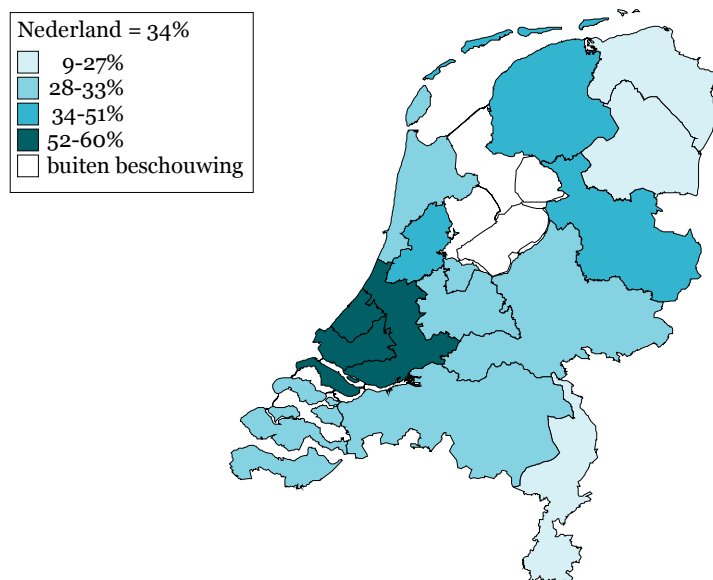 Nederland = 34%
9-27%
28-33%
34-51%
52-60%
buiten beschouwing